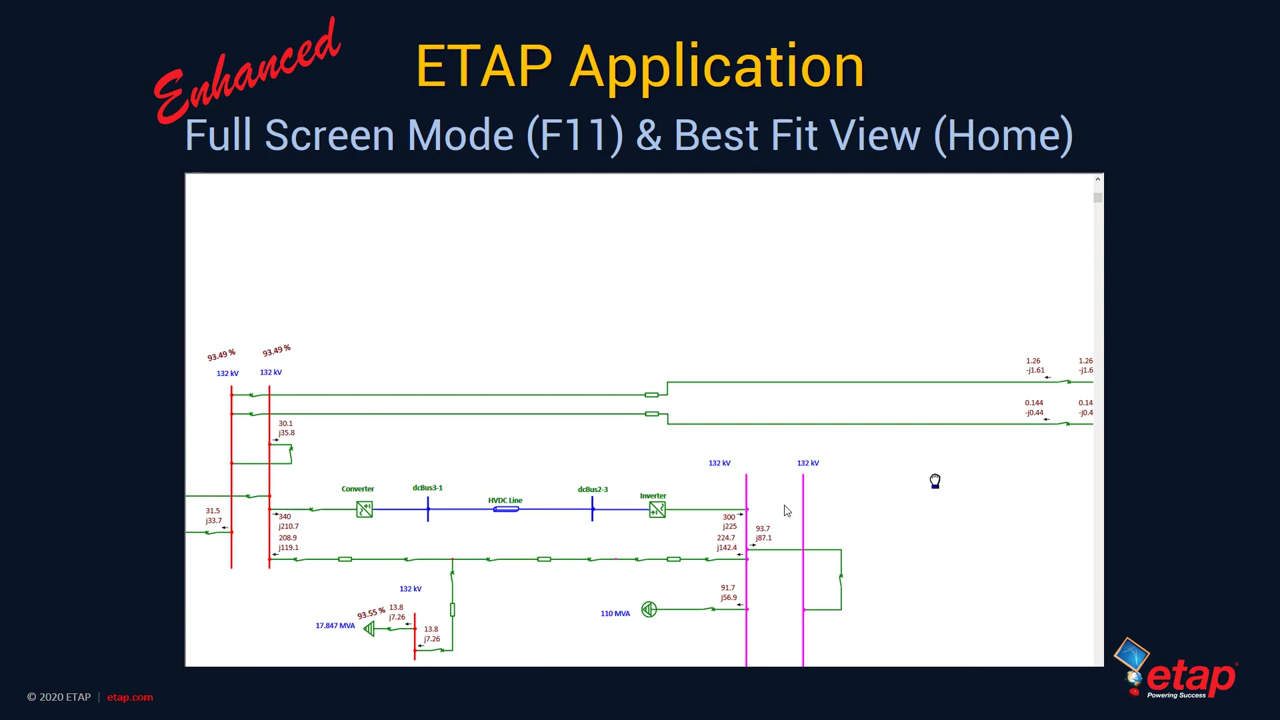 Enhanced
ETAP Application
Full Screen Mode (F11) & Best Fit View (Home)
93.49 %
93.49 %
132 kV
132 kV
1.26
-j1.61
1.26
-j1.6
0.144
-j0.44
0.14
-j0.4
30.1
j35.8
132 kV
132 kV
Converter
dcBus3-1
HVDC Line
dcBus2-3
Inverter
31.5
j33.7
340
j210.7
208.9
j119.1
300
j225
93.7
j87.1
224.7
j142.4
132 kV
91.7
j56.9
93.55 %
13.8
j7.26
17.847 MVA
110 MVA
13.8
j7.26
etap
Powering Success
© 2020 ETAP | etap.com